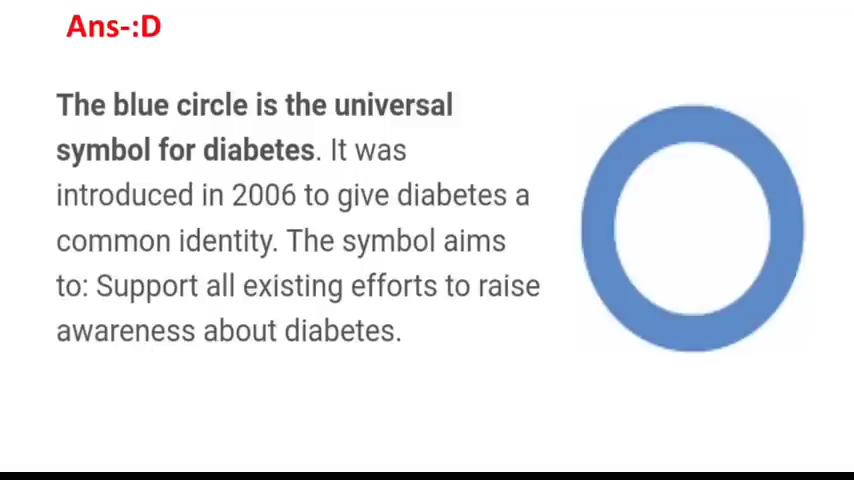 Ans-:D
The blue circle is the universal
symbol for diabetes. It was
introduced in 2006 to give diabetes a
common identity. The symbol aims
to: Support all existing efforts to raise
awareness about diabetes.